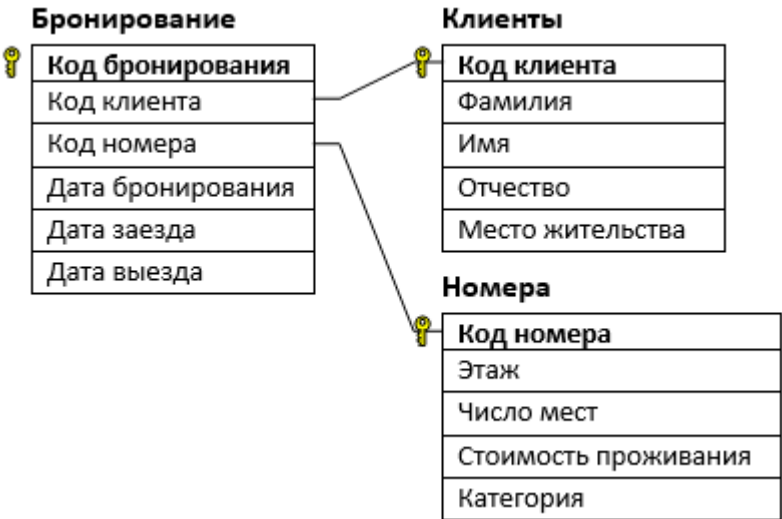 Бронирование
Код бронирования
Код клиента
Код номера
Дата бронирования
Дата заезда
Дата выезда
Клиенты
Код клиента
Фамилия
Имя
Отчество
Место жительства
Номера
Код номера
Этаж
Число мест
Стоимость проживания
Категория